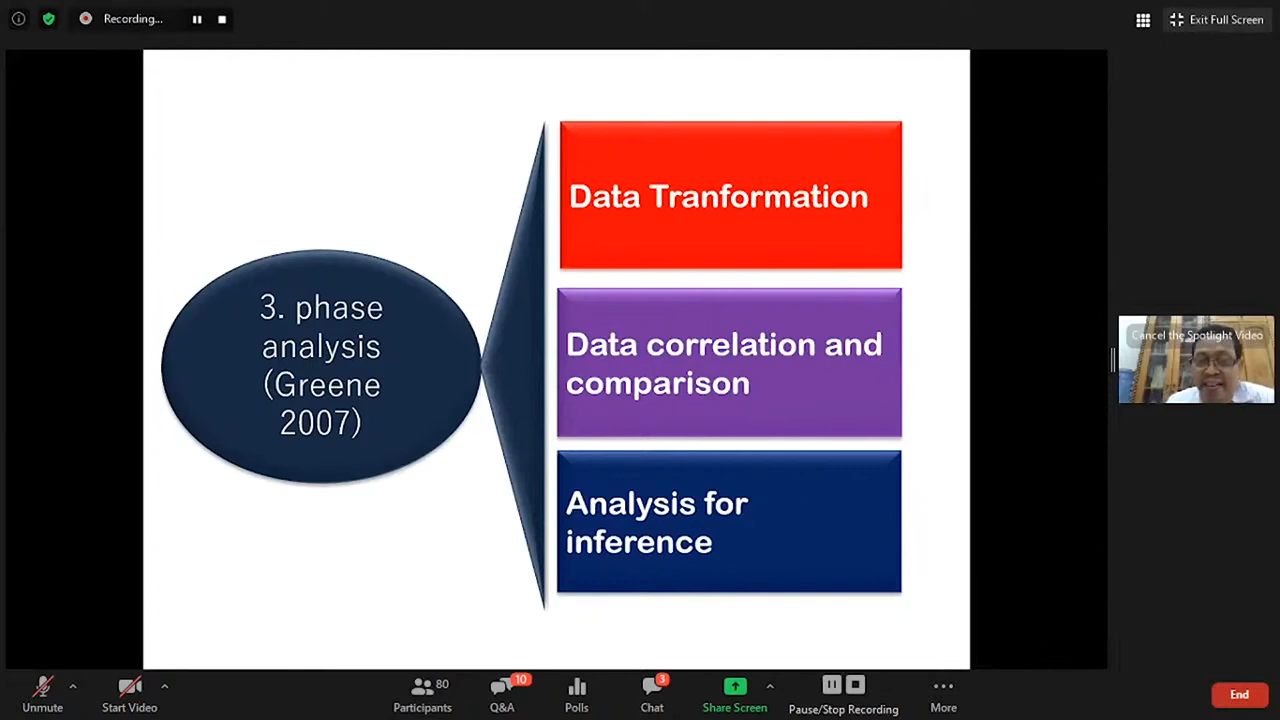 Recording...
Exit Full Screen
Data Tranformation
3. phase
analysis
(Greene
2007)
Data correlation and
comparison
Analysis for
inference
Cancel the Spotlight Video
Unmute
Start Video
80
Participants
10
Q&A
Polls
3
Chat
Share Screen
Pause/Stop Recording
More
End